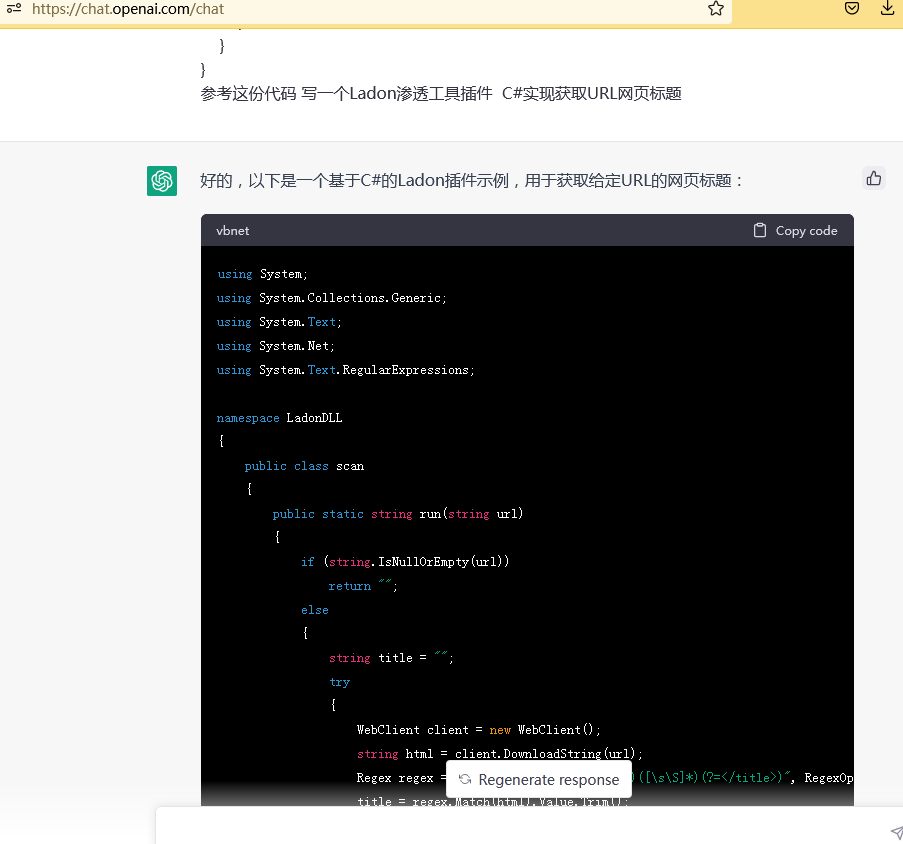 https://chat.openai.com/chat
}
}
参考这份代码 写一个Ladon渗透工具插件 C#实现获取URL网页标题
好的，以下是一个基于C#的Ladon插件示例，用于获取给定URL的网页标题：
vbnet Copy code
using System;
using System.Collections.Generic;
using System.Text;
using System.Net;
using System.Text.RegularExpressions;
namespace LadonDLL
{
public class scan
{
public static string run(string url)
{
if (string.IsNullOrEmpty(url))
return "";
else
{
string title = "";
try
{
WebClient client = new WebClient();
string html = client.DownloadString(url);
Regex regex = )([\s\S]*)(?=</title>)", RegexOp
Regenerate response
title = regex.Match(html).Value.Trim();